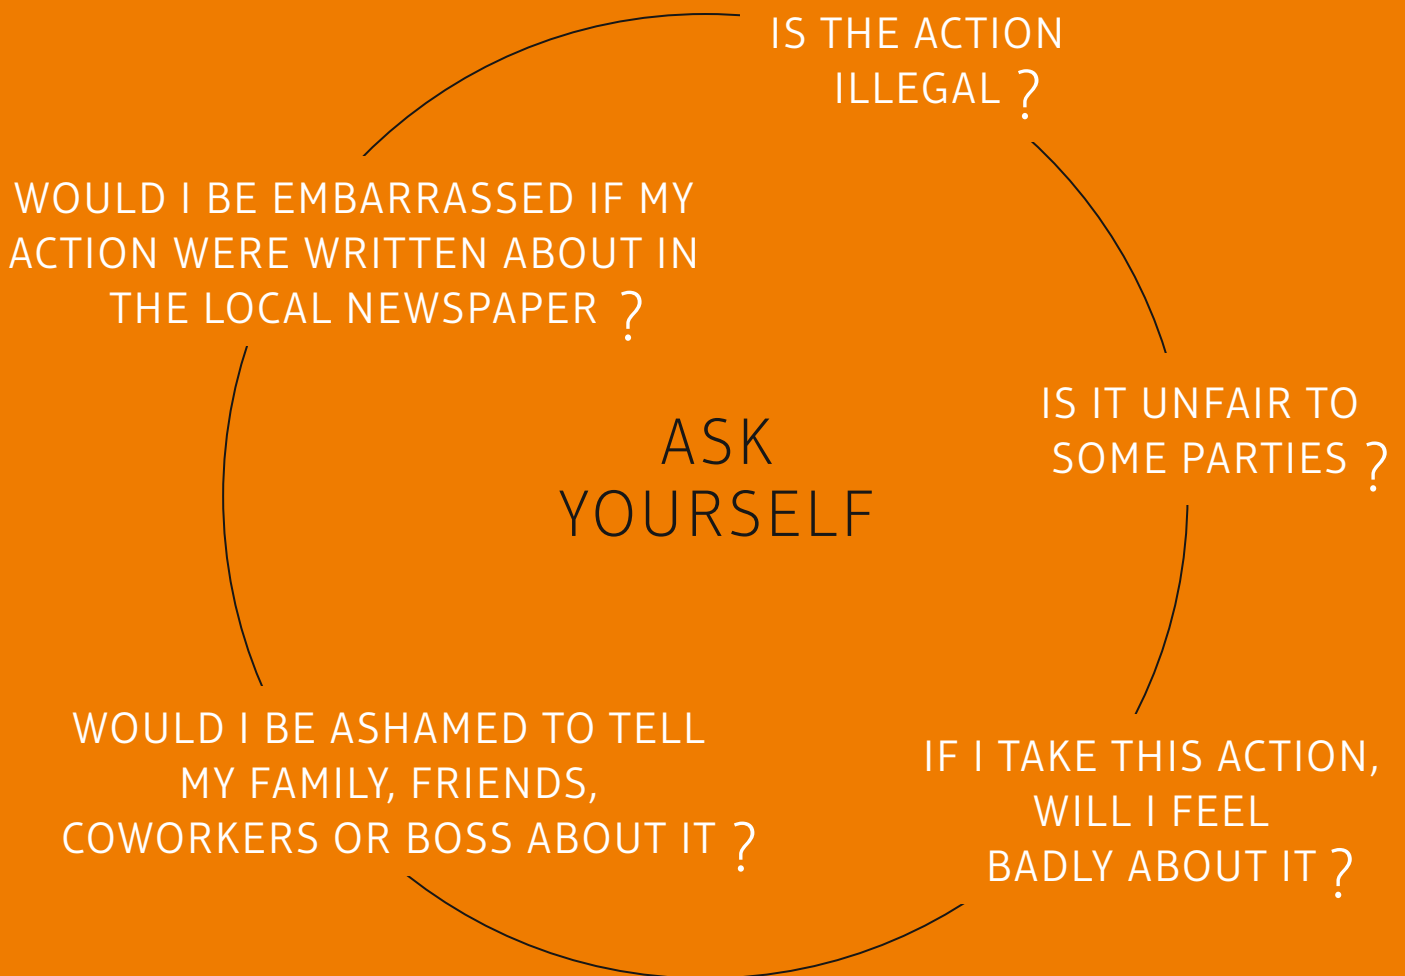 IS THE ACTION
ILLEGAL ?
WOULD I BE EMBARRASSED IF MY
ACTION WERE WRITTEN ABOUT IN
THE LOCAL NEWSPAPER ?
IS IT UNFAIR TO
SOME PARTIES ?
ASK
YOURSELF
WOULD I BE ASHAMED TO TELL
MY FAMILY, FRIENDS,
COWORKERS OR BOSS ABOUT IT ?
IF I TAKE THIS ACTION,
WILL I FEEL
BADLY ABOUT IT ?